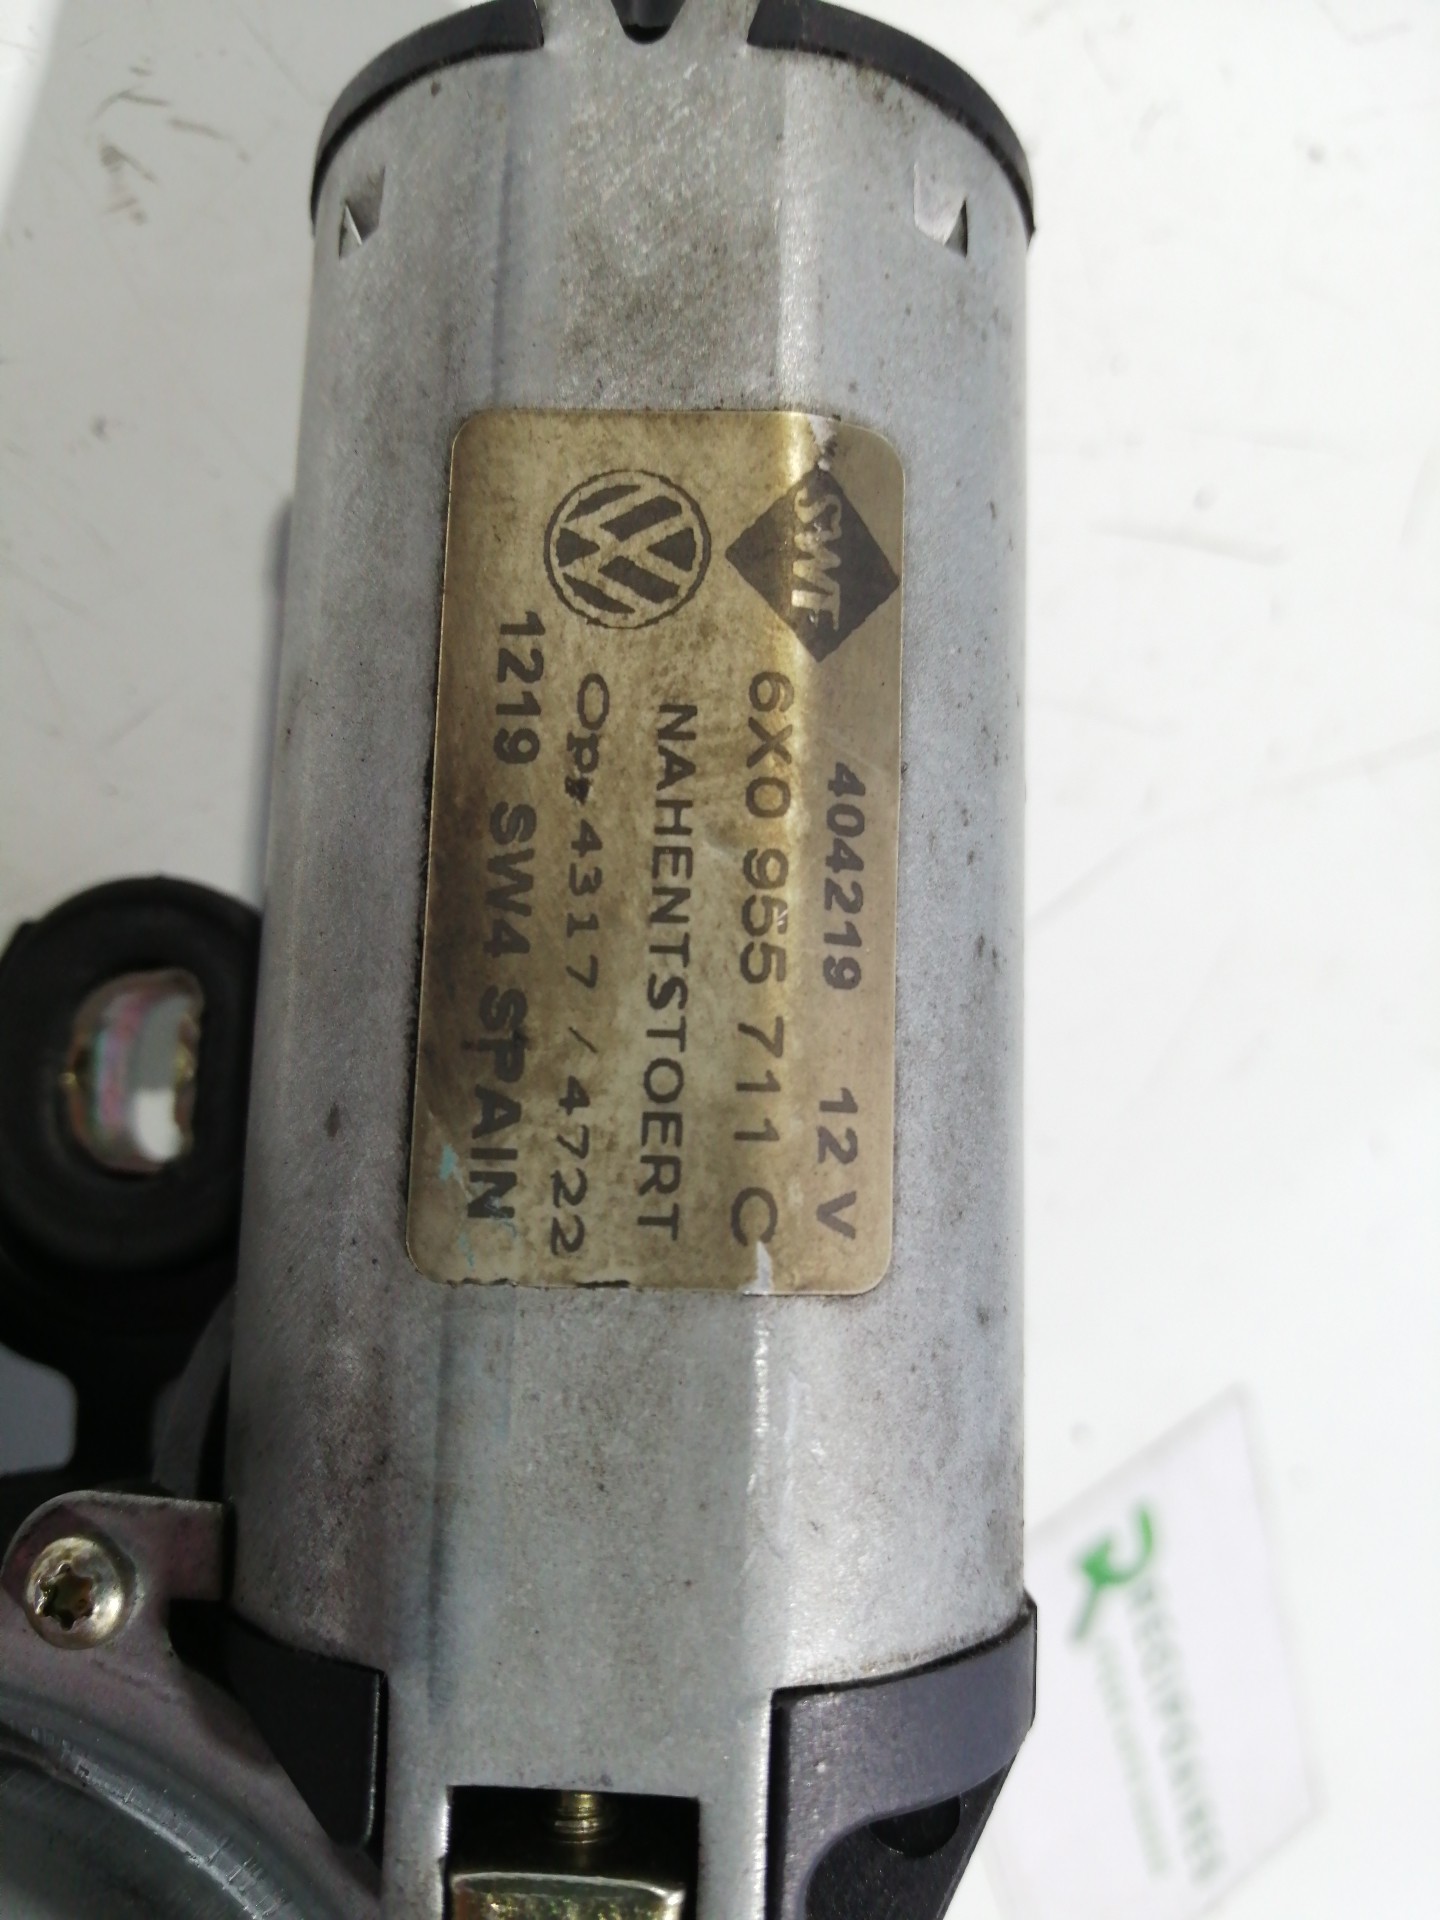 SWF
404219 12 V
6X0 955 711 C
NAHENTSTOERT
Op. 4317 / 4722
1219 SW4 SPAIN